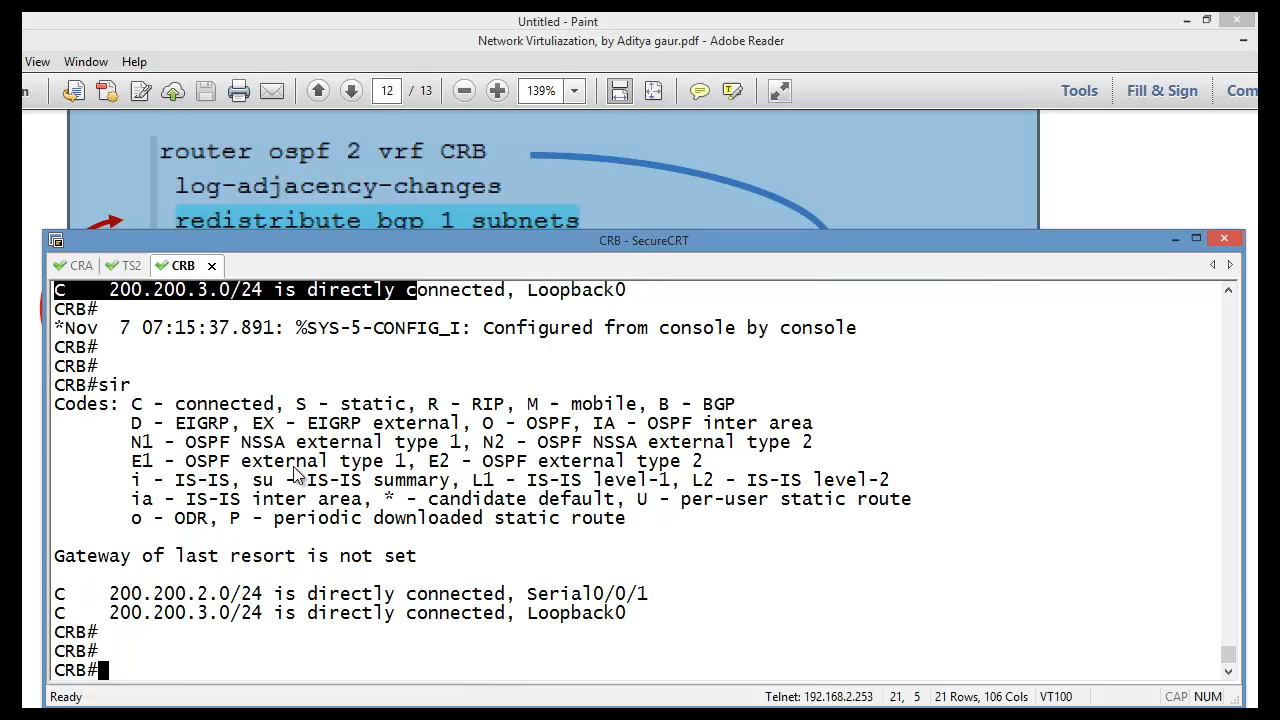 Untitled - Paint
Network Virtuliazation, by Aditya gaur.pdf - Adobe Reader
View Window Help
12 / 13 139% Tools Fill & Sign Com
router ospf 2 vrf CRB
log-adjacency-changes
redistribute bgp 1 subnets
CRB - SecureCRT
CRA TS2 CRB x
C    200.200.3.0/24 is directly connected, Loopback0
CRB#
*Nov  7 07:15:37.891: %SYS-5-CONFIG_I: Configured from console by console
CRB#
CRB#
CRB#sir
Codes: C - connected, S - static, R - RIP, M - mobile, B - BGP
D - EIGRP, EX - EIGRP external, O - OSPF, IA - OSPF inter area
N1 - OSPF NSSA external type 1, N2 - OSPF NSSA external type 2
E1 - OSPF external type 1, E2 - OSPF external type 2
i - IS-IS, su - IS-IS summary, L1 - IS-IS level-1, L2 - IS-IS level-2
ia - IS-IS inter area, * - candidate default, U - per-user static route
o - ODR, P - periodic downloaded static route
Gateway of last resort is not set
C    200.200.2.0/24 is directly connected, Serial0/0/1
C    200.200.3.0/24 is directly connected, Loopback0
CRB#
CRB#
CRB#
Ready Telnet: 192.168.2.253 21, 5 21 Rows, 106 Cols VT100 CAP NUM